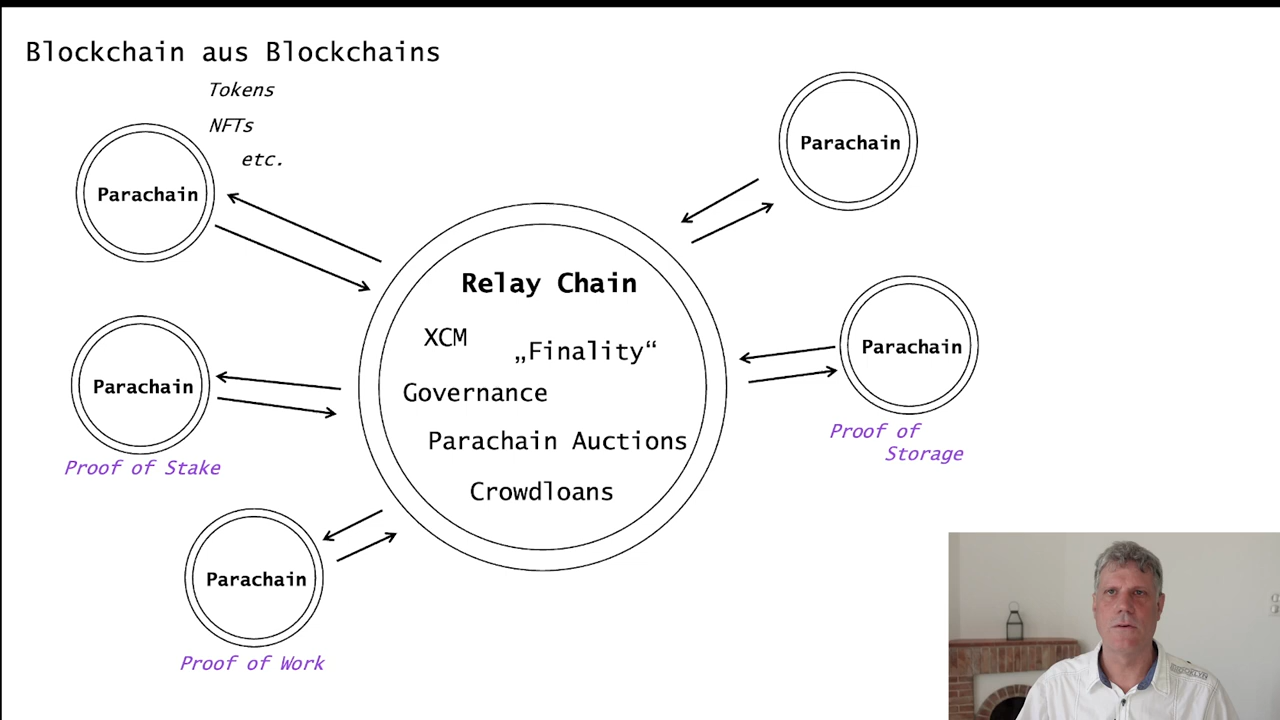 Blockchain aus Blockchains
Tokens
NFTs
etc.
Parachain
Parachain
Relay Chain
XCM
„Finality“
Governance
Parachain Auctions
Crowdloans
Parachain
Proof of
Storage
Parachain
Proof of Stake
Parachain
Proof of Work